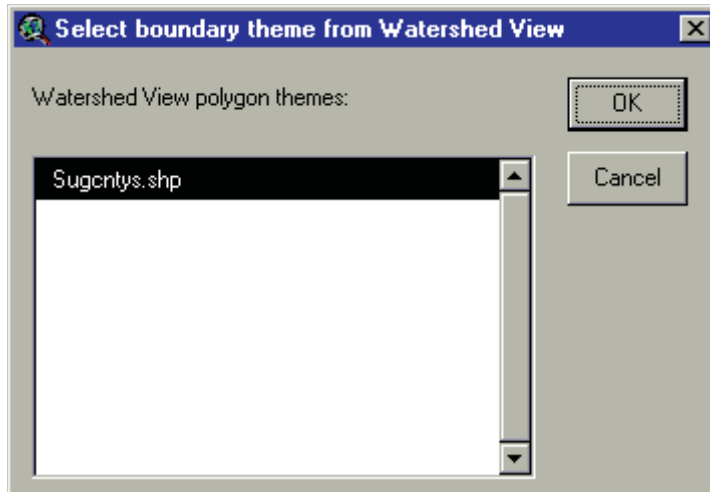 Select boundary theme from Watershed View
Watershed View polygon themes:
OK
Sugcntys.shp
Cancel